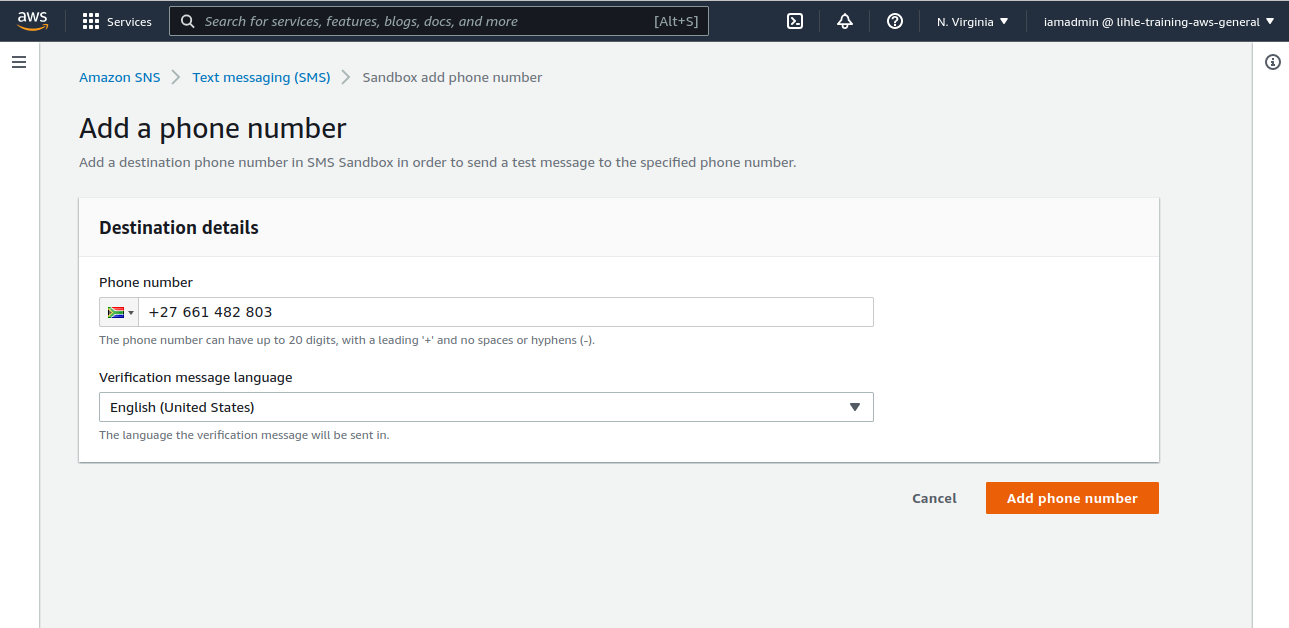 aws Services Search for services, features, blogs, docs, and more [Alt+S] N. Virginia iamadmin @ lihle-training-aws-general
Amazon SNS Text messaging (SMS) Sandbox add phone number
Add a phone number
Add a destination phone number in SMS Sandbox in order to send a test message to the specified phone number.
Destination details
Phone number
+27 661 482 803
The phone number can have up to 20 digits, with a leading '+' and no spaces or hyphens (-).
Verification message language
English (United States)
The language the verification message will be sent in.
Cancel Add phone number